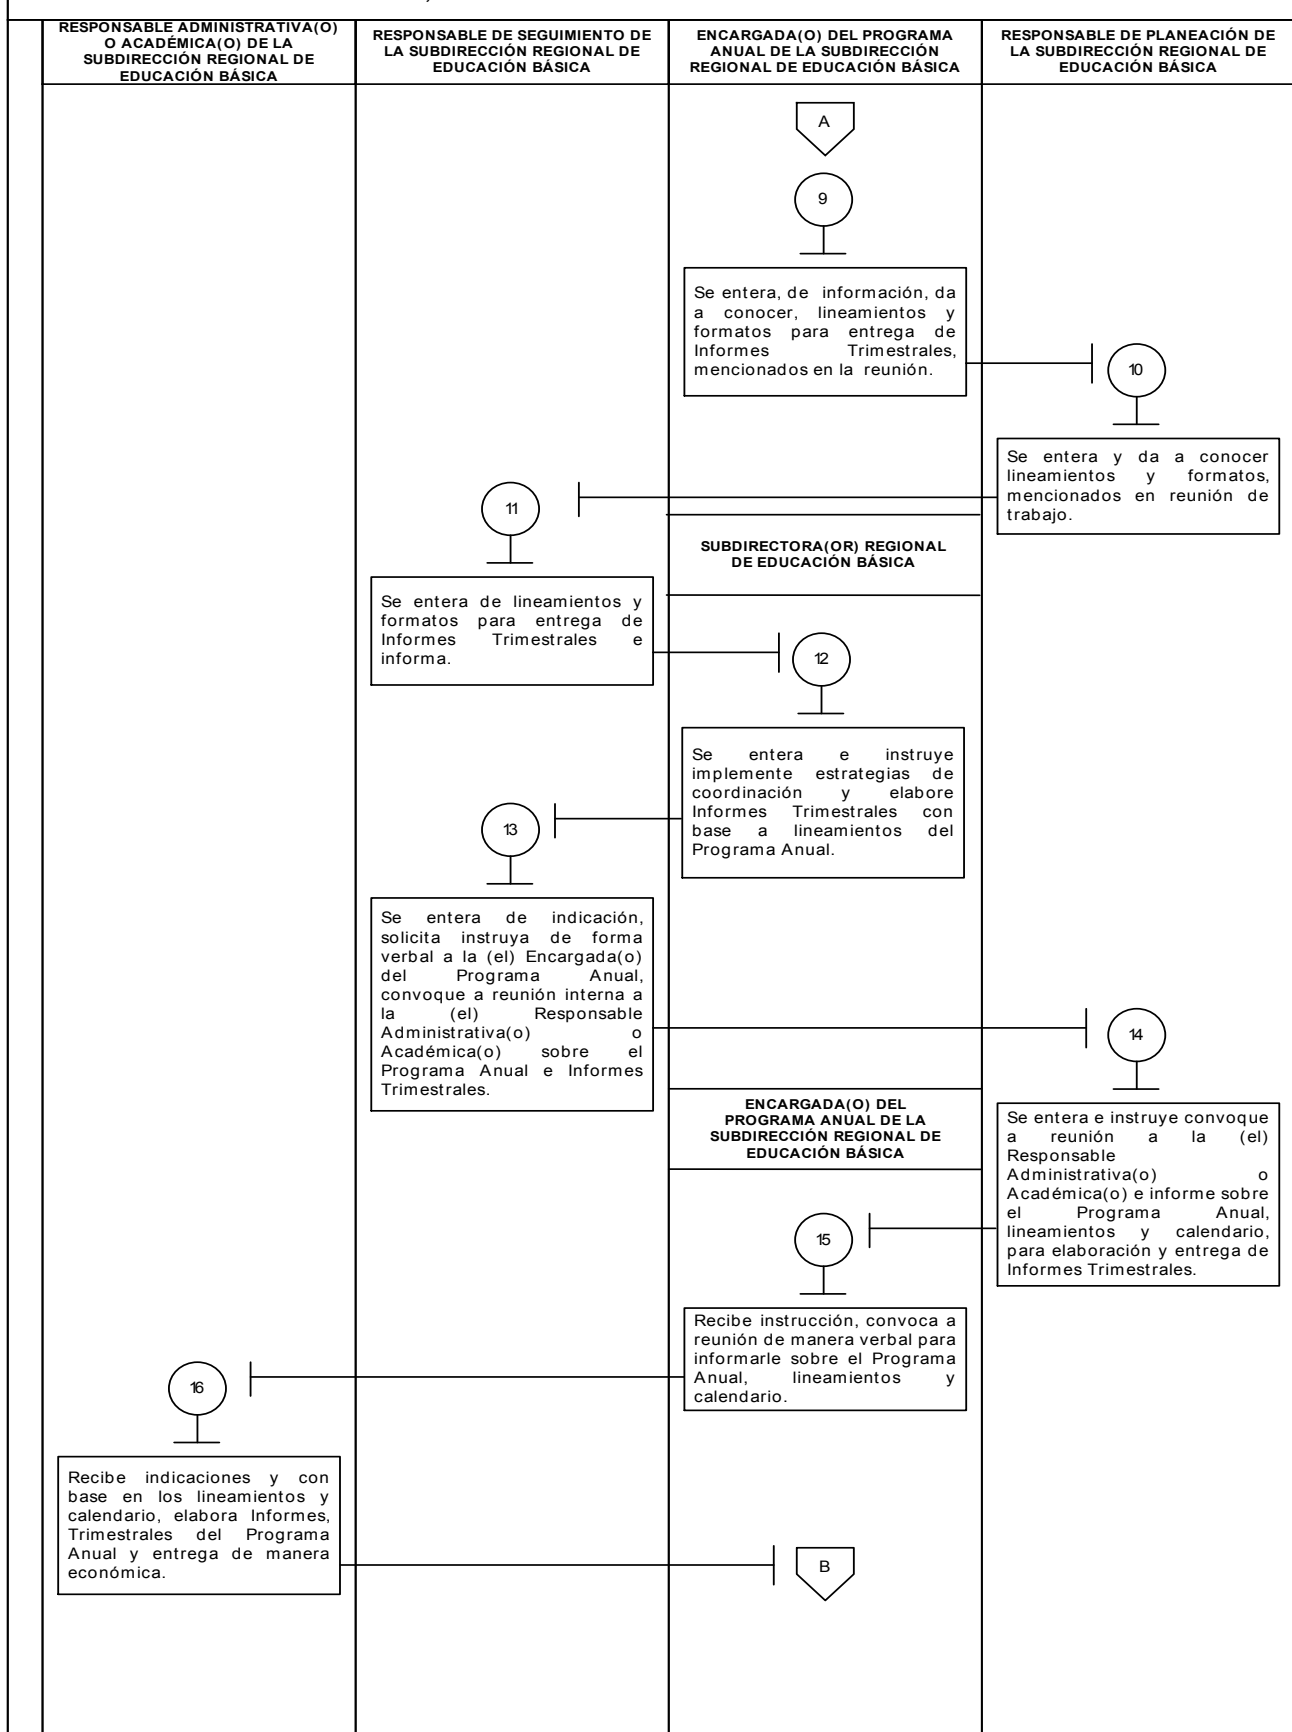 RESPONSABLE ADMINISTRATIVA(O)
O ACADÉMICA(O) DE LA
SUBDIRECCIÓN REGIONAL DE
EDUCACIÓN BÁSICA
RESPONSABLE DE SEGUIMIENTO DE
LA SUBDIRECCIÓN REGIONAL DE
EDUCACIÓN BÁSICA
ENCARGADA(O) DEL PROGRAMA
ANUAL DE LA SUBDIRECCIÓN
REGIONAL DE EDUCACIÓN BÁSICA
RESPONSABLE DE PLANEACIÓN DE
LA SUBDIRECCIÓN REGIONAL DE
EDUCACIÓN BÁSICA
A
9
Se entera, de información, da
a conocer, lineamientos y
formatos para entrega de
Informes Trimestrales,
mencionados en la reunión.
10
Se entera y da a conocer
lineamientos y formatos,
mencionados en reunión de
trabajo.
11
Se entera de lineamientos y
formatos para entrega de
Informes Trimestrales e
informa.
SUBDIRECTORA(OR) REGIONAL
DE EDUCACIÓN BÁSICA
12
Se entera e instruye
implemente estrategias de
coordinación y elabore
Informes Trimestrales con
base a lineamientos del
Programa Anual.
13
Se entera de indicación,
solicita instruya de forma
verbal a la (el) Encargada(o)
del Programa Anual,
convoque a reunión interna a
la (el) Responsable
Administrativa(o) o
Académica(o) sobre el
Programa Anual e Informes
Trimestrales.
14
Se entera e instruye convoque
a reunión a la (el)
Responsable
Administrativa(o) o
Académica(o) e informe sobre
el Programa Anual,
lineamientos y calendario,
para elaboración y entrega de
Informes Trimestrales.
ENCARGADA(O) DEL
PROGRAMA ANUAL DE LA
SUBDIRECCIÓN REGIONAL DE
EDUCACIÓN BÁSICA
15
Recibe instrucción, convoca a
reunión de manera verbal para
informarle sobre el Programa
Anual, lineamientos y
calendario.
16
Recibe indicaciones y con
base en los lineamientos y
calendario, elabora Informes,
Trimestrales del Programa
Anual y entrega de manera
económica.
B